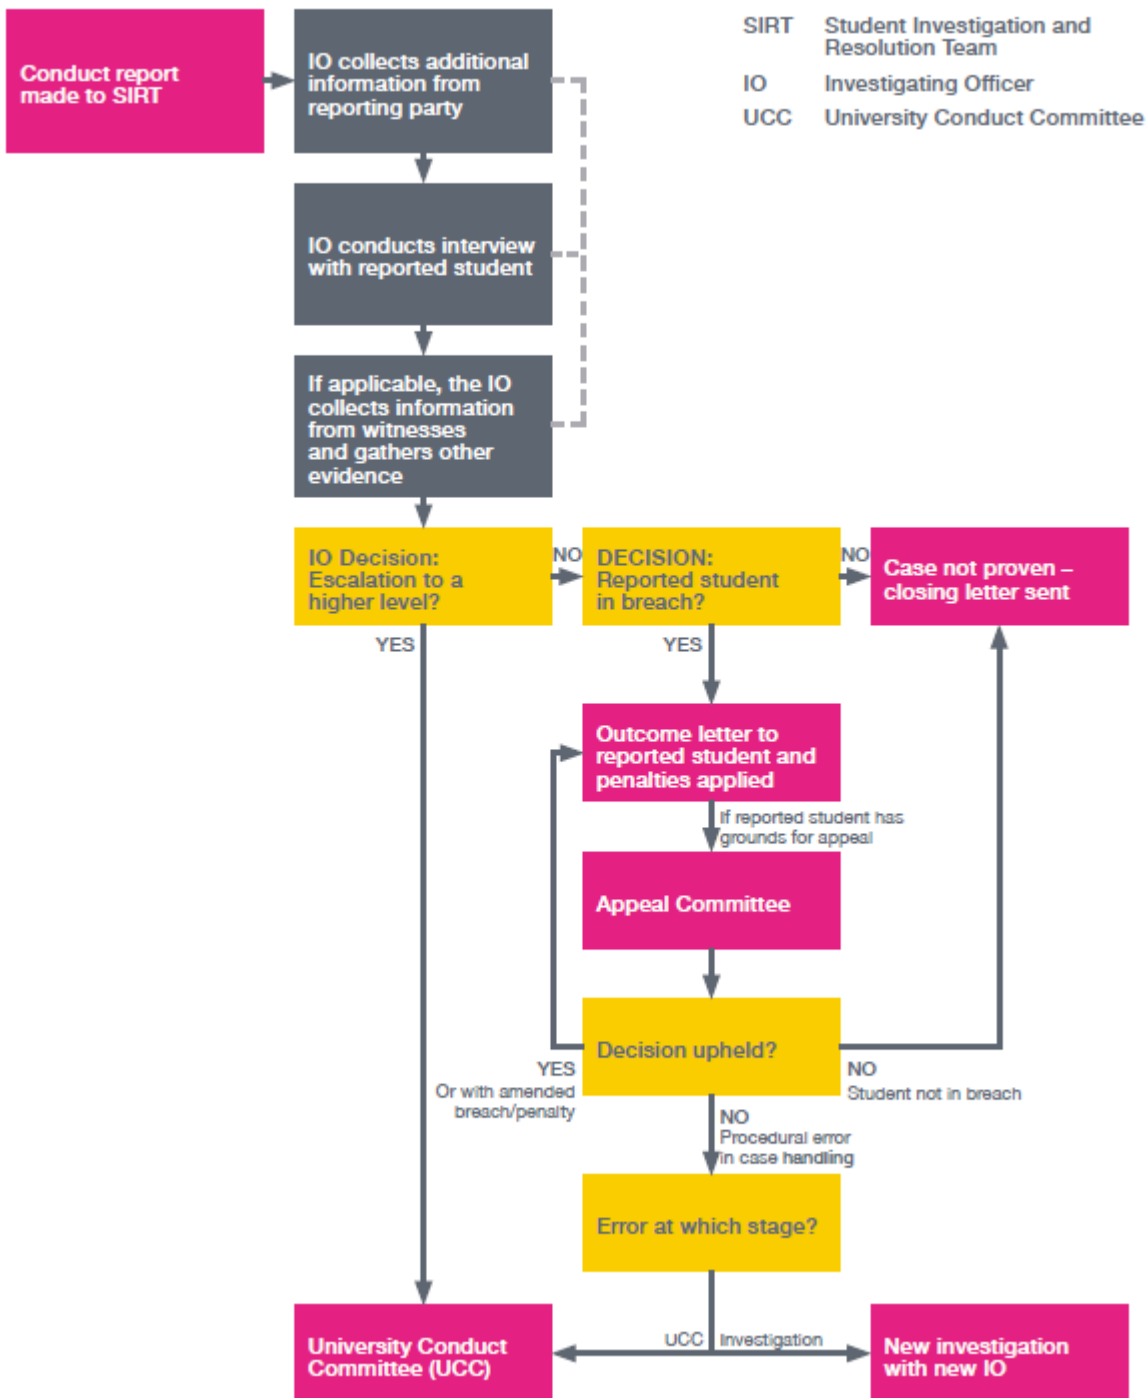 SIRT Student Investigation and
Resolution Team
IO Investigating Officer
UCC University Conduct Committee
Conduct report
made to SIRT
IO collects additional
information from
reporting party
IO conducts interview
with reported student
If applicable, the IO
collects information
from witnesses
and gathers other
evidence
IO Decision:
Escalation to a
higher level?
NO
DECISION:
Reported student
in breach?
NO
Case not proven –
closing letter sent
YES
YES
Outcome letter to
reported student and
penalties applied
If reported student has
grounds for appeal
Appeal Committee
Decision upheld?
YES
Or with amended
breach/penalty
NO
Student not in breach
NO
Procedural error
in case handling
Error at which stage?
University Conduct
Committee (UCC)
UCC
Investigation
New investigation
with new IO